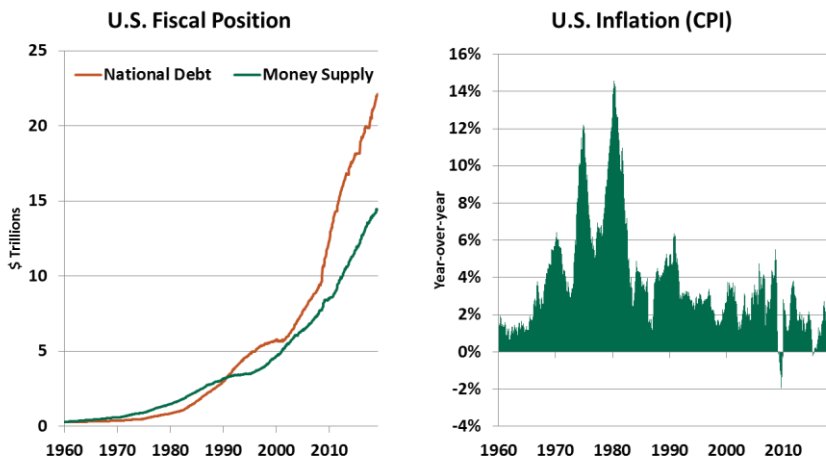 U.S. Fiscal Position
25
National Debt
Money Supply
20
15
10
5
0
$ Trillions
1960 1970 1980 1990 2000 2010
U.S. Inflation (CPI)
16%
14%
12%
10%
8%
6%
4%
2%
0%
-2%
-4%
Year-over-year
1960 1970 1980 1990 2000 2010